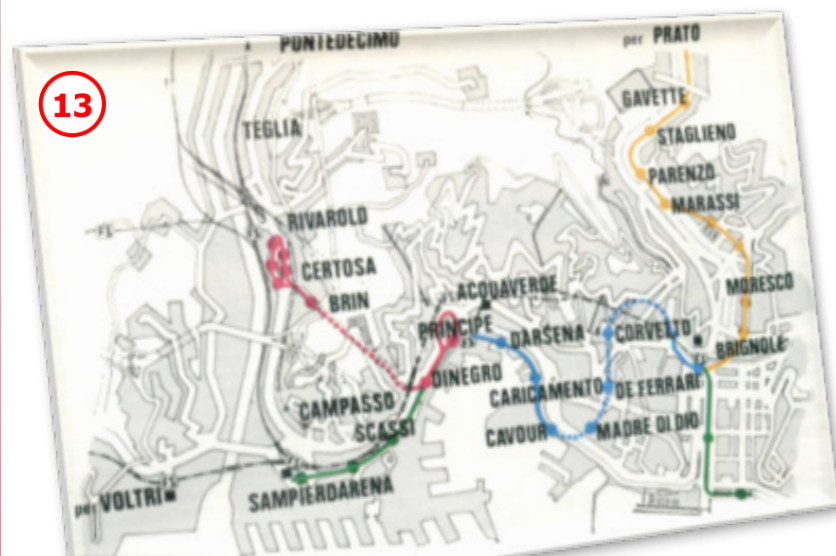 13
PONTEDECIMO
per PRATO
GAVETTE
TEGLIA
STAGLIENO
PARENZO
MARASSI
RIVAROLO
CERTOSA
BRIN
ACQUAVERDE
MORESCO
PRINCIPE
DARSENA
CORVETTO
BRIGNOLE
DINEGRO
CARICAMENTO
DE FERRARI
CAMPASSO
SCASSI
CAVOUR
MADRE DI DIO
SAMPIERDARENA
per VOLTRI